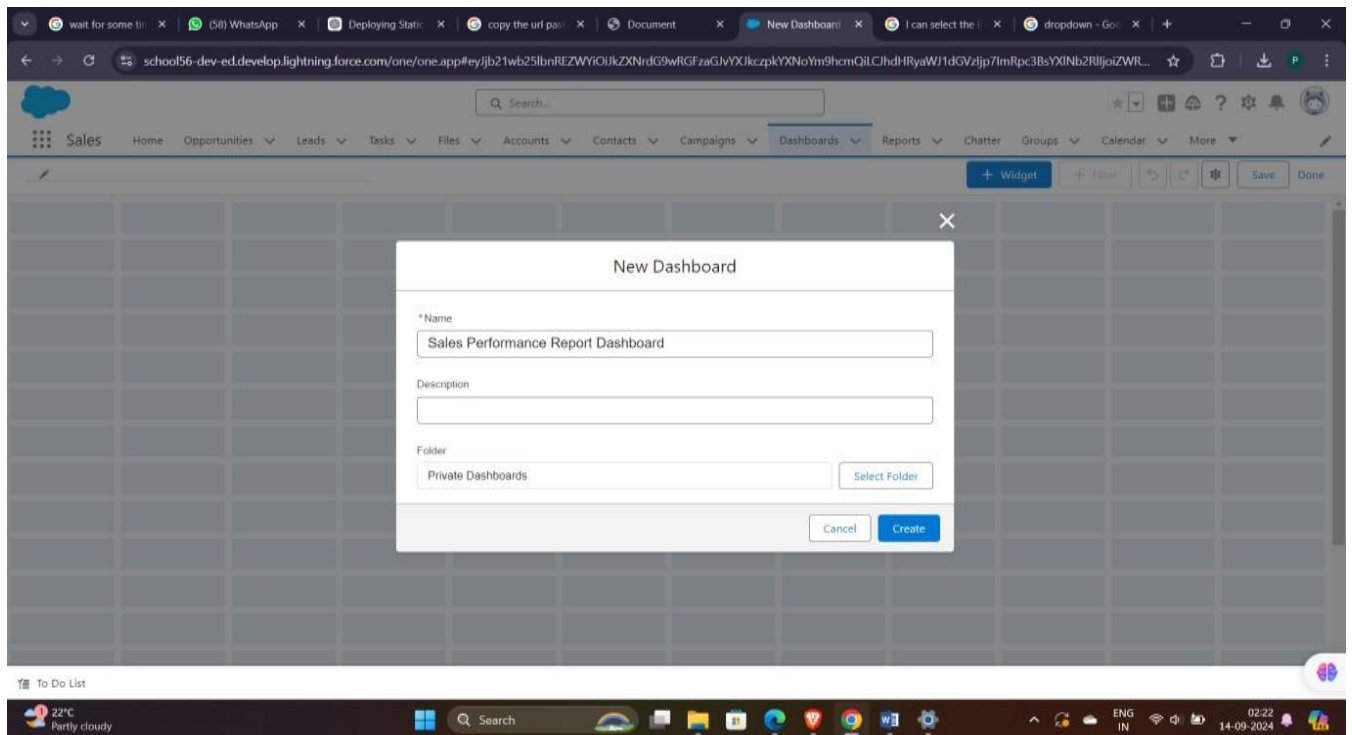 wait for some tim
(58) WhatsApp
Deploying Static
copy the url past
Document
New Dashboard
I can select the
dropdown - Goo
school56-dev-ed.develop.lightning.force.com/one/one.app#
Search...
Sales Home Opportunities Leads Tasks Files Accounts Contacts Campaigns Dashboards Reports Chatter Groups Calendar More
+ Widget + Filter Save Done
New Dashboard
*Name
Sales Performance Report Dashboard
Description
Folder
Private Dashboards Select Folder
Cancel Create
To Do List
1 22°C
Partly cloudy
Search
ENG
IN
02:22
14-09-2024